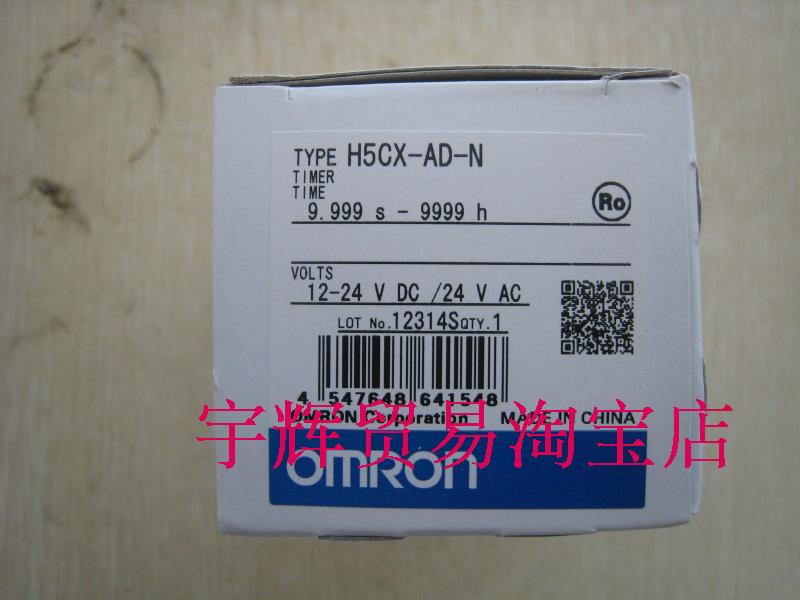 TYPE H5CX-AD-N
TIMER
TIME
9.999 s - 9999 h
Ro
VOLTS
12-24 V DC /24 V AC
LOT No.12314S QTY.1
4 547648 641548
OMRON Corporation MADE IN CHINA
宇辉贸易淘宝店
OMRON